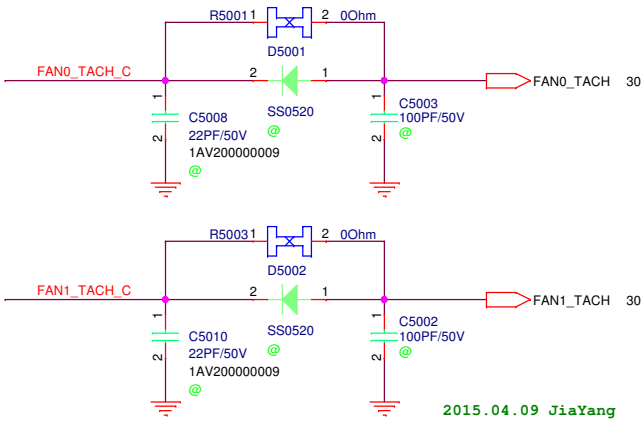 R5001 1 2 0Ohm
D5001
FAN0_TACH_C 2 1 FAN0_TACH 30
SS0520
@
1 C5008
22PF/50V
2 1AV200000009
@
1 C5003
100PF/50V
2 @
R5003 1 2 0Ohm
D5002
FAN1_TACH_C 2 1 FAN1_TACH 30
SS0520
@
1 C5010
22PF/50V
2 1AV200000009
@
1 C5002
100PF/50V
2 @
2015.04.09 JiaYang